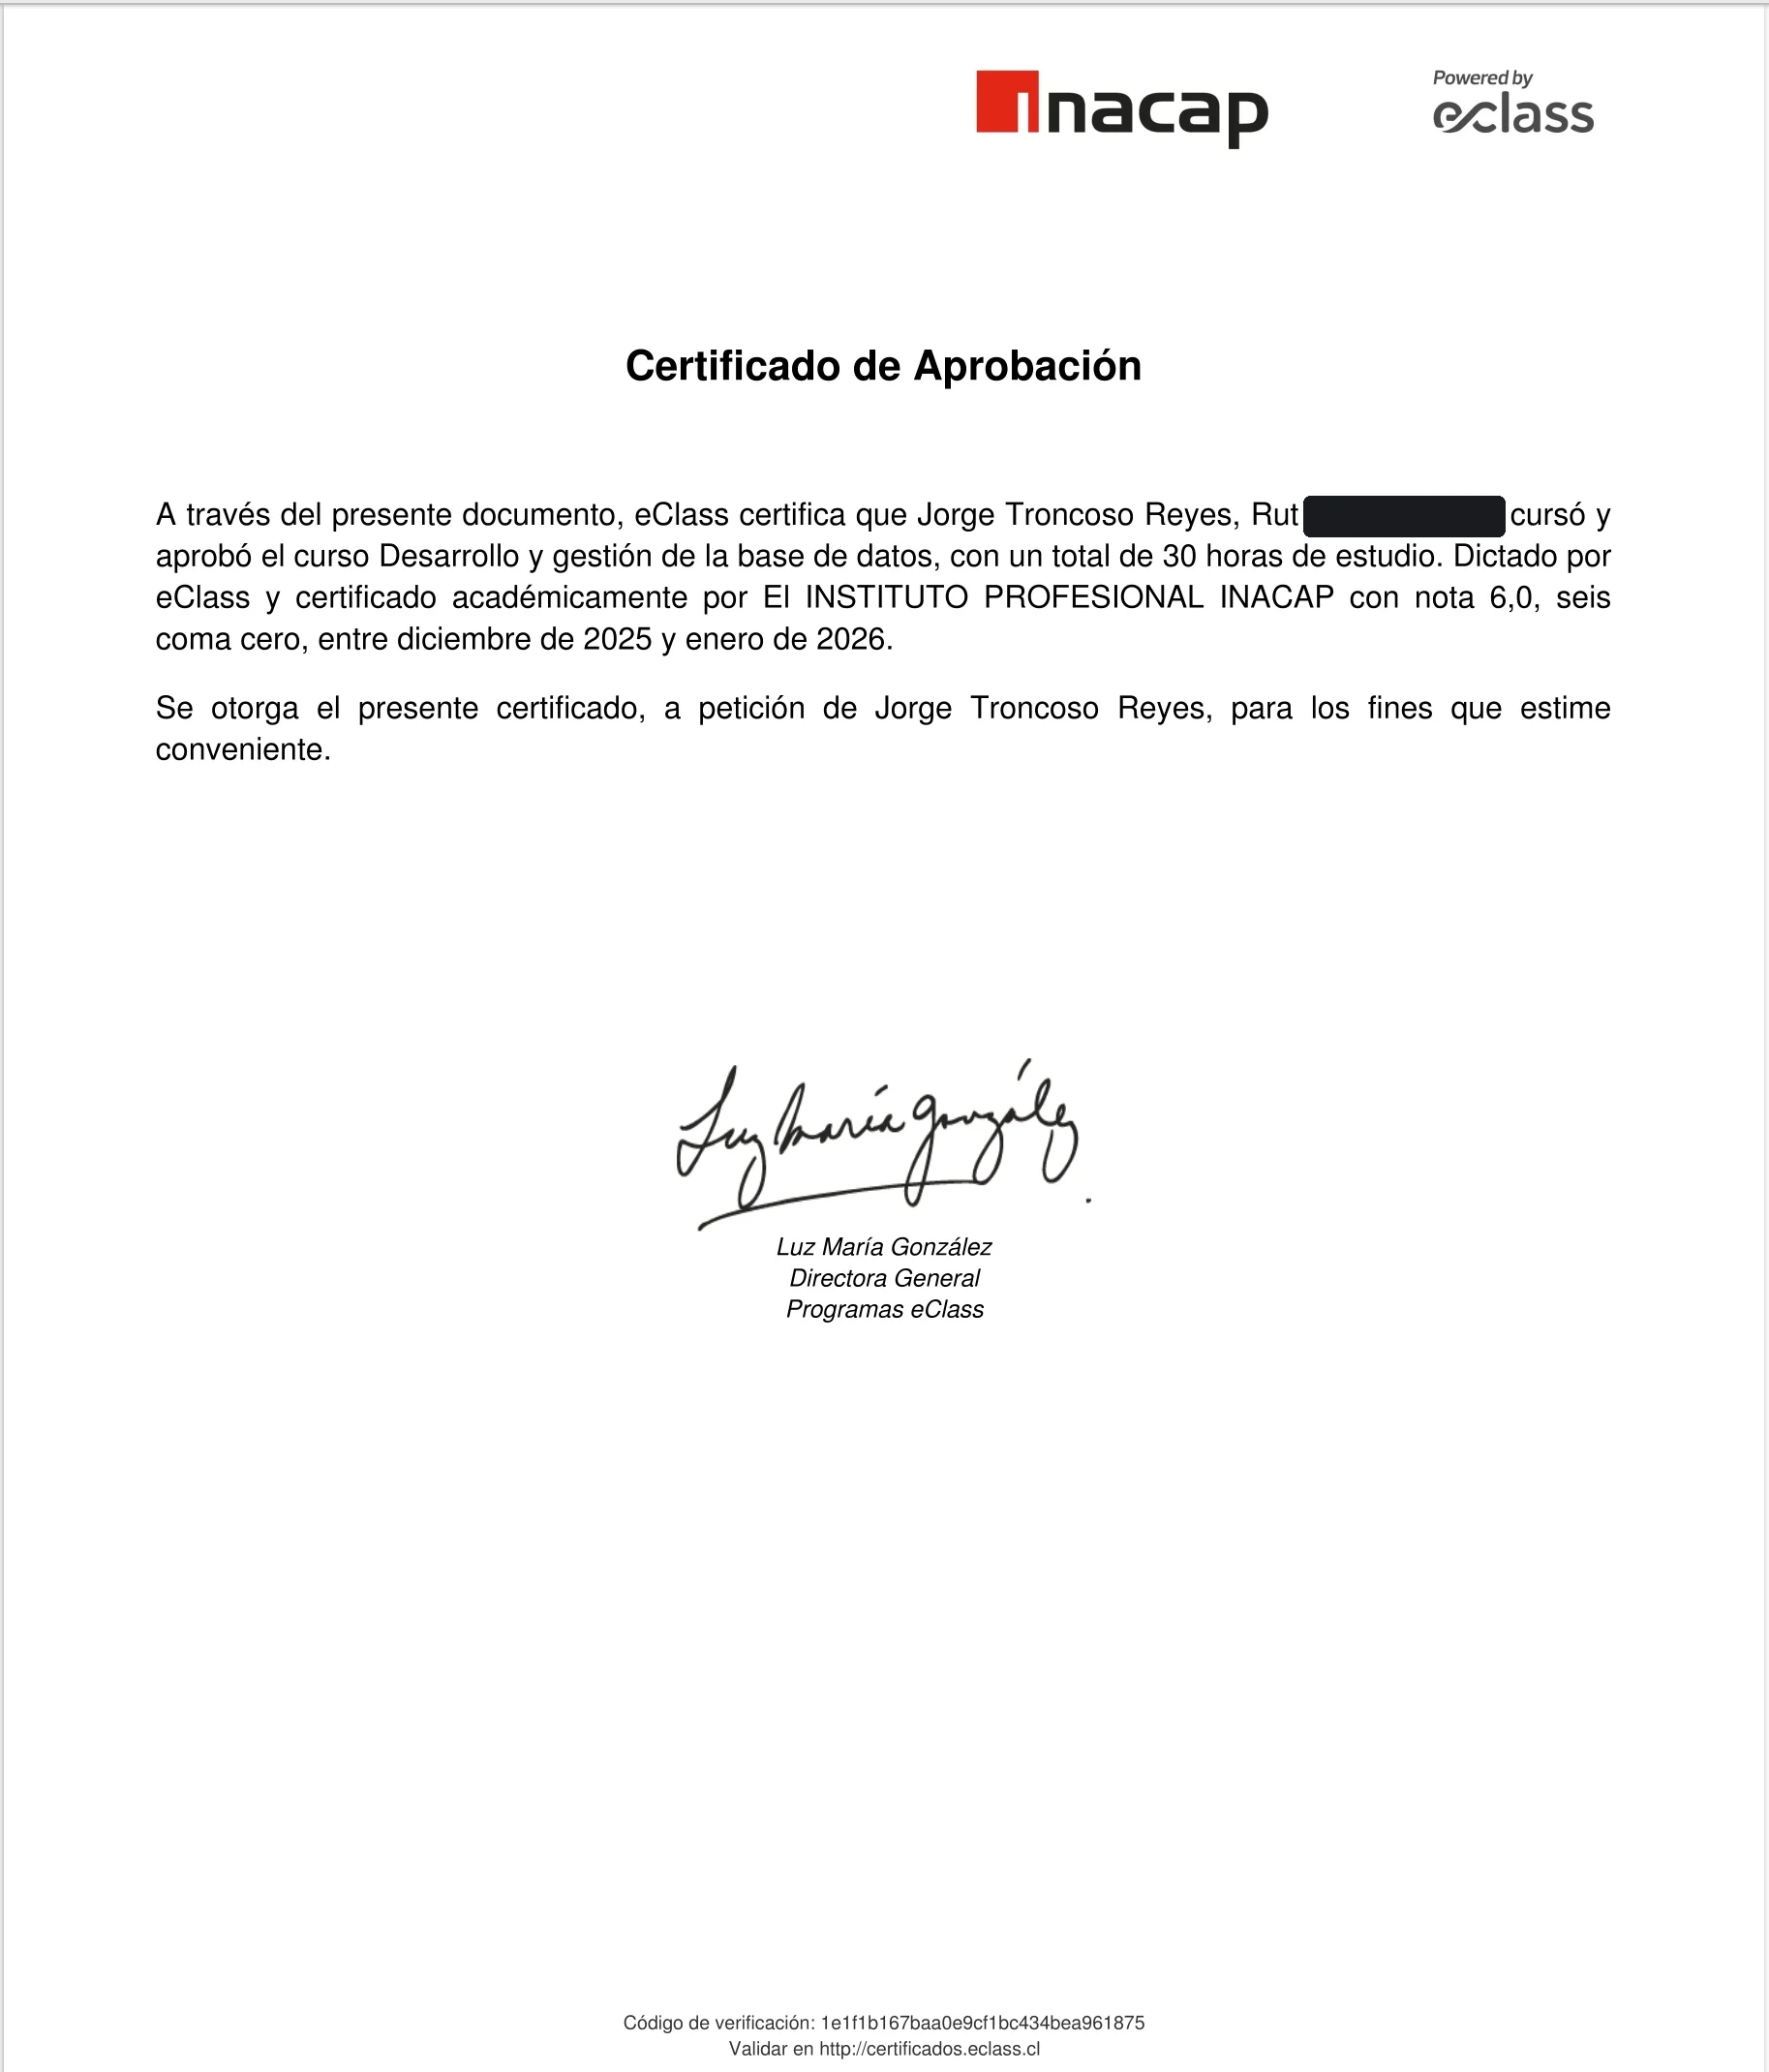 inacap
Powered by
eclass
Certificado de Aprobación
A través del presente documento, eClass certifica que Jorge Troncoso Reyes, Rut cursó y
aprobó el curso Desarrollo y gestión de la base de datos, con un total de 30 horas de estudio. Dictado por
eClass y certificado académicamente por El INSTITUTO PROFESIONAL INACAP con nota 6,0, seis
coma cero, entre diciembre de 2025 y enero de 2026.
Se otorga el presente certificado, a petición de Jorge Troncoso Reyes, para los fines que estime
conveniente.
Luz María González
Luz María González
Directora General
Programas eClass
Código de verificación: 1e1f1b167baa0e9cf1bc434bea961875
Validar en http://certificados.eclass.cl